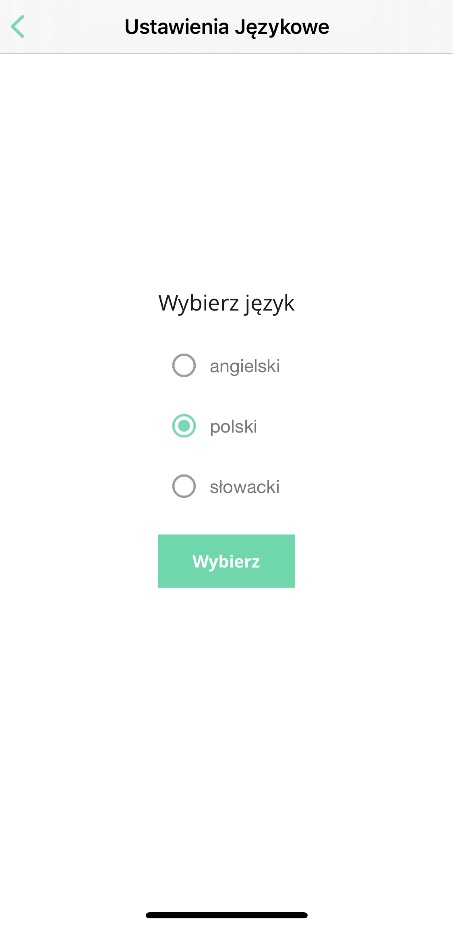 Ustawienia Językowe
Wybierz język
angielski
polski
słowacki
Wybierz